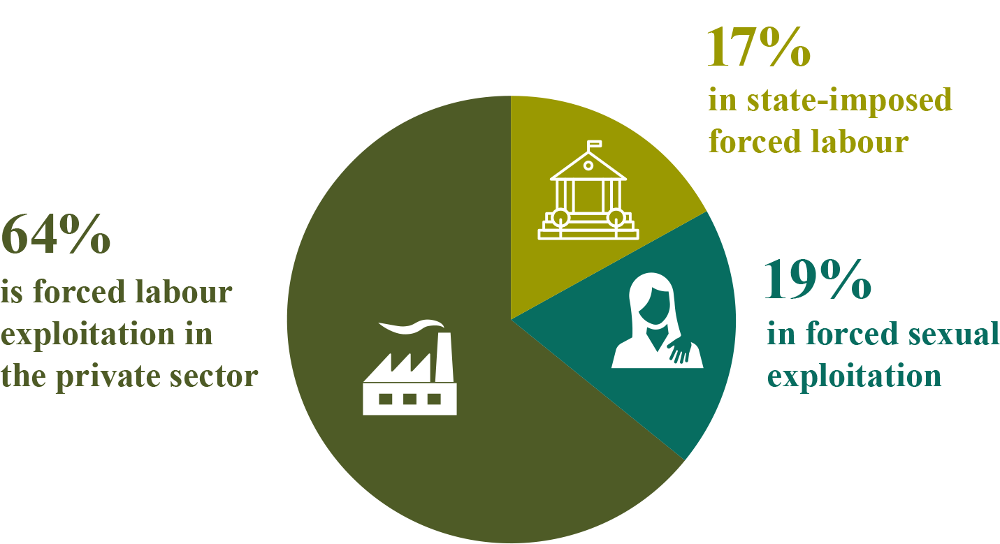 17%
in state-imposed
forced labour
64%
is forced labour
exploitation in
the private sector
19%
in forced sexual
exploitation